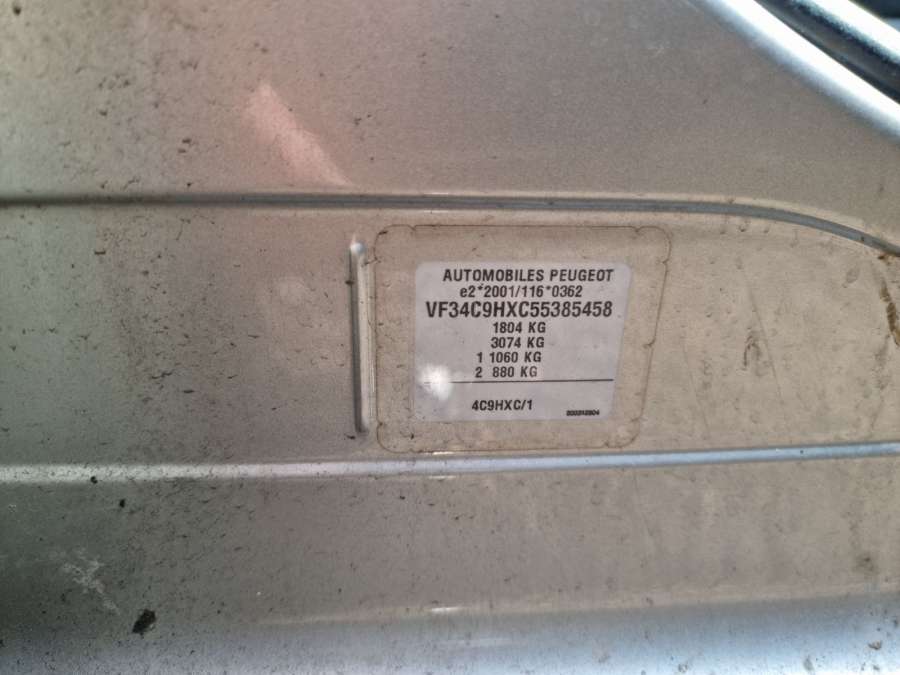 AUTOMOBILES PEUGEOT
e2*2001/116*0362
VF34C9HXC55385458
1804 KG
3074 KG
1 1060 KG
2 880 KG
4C9HXC/1